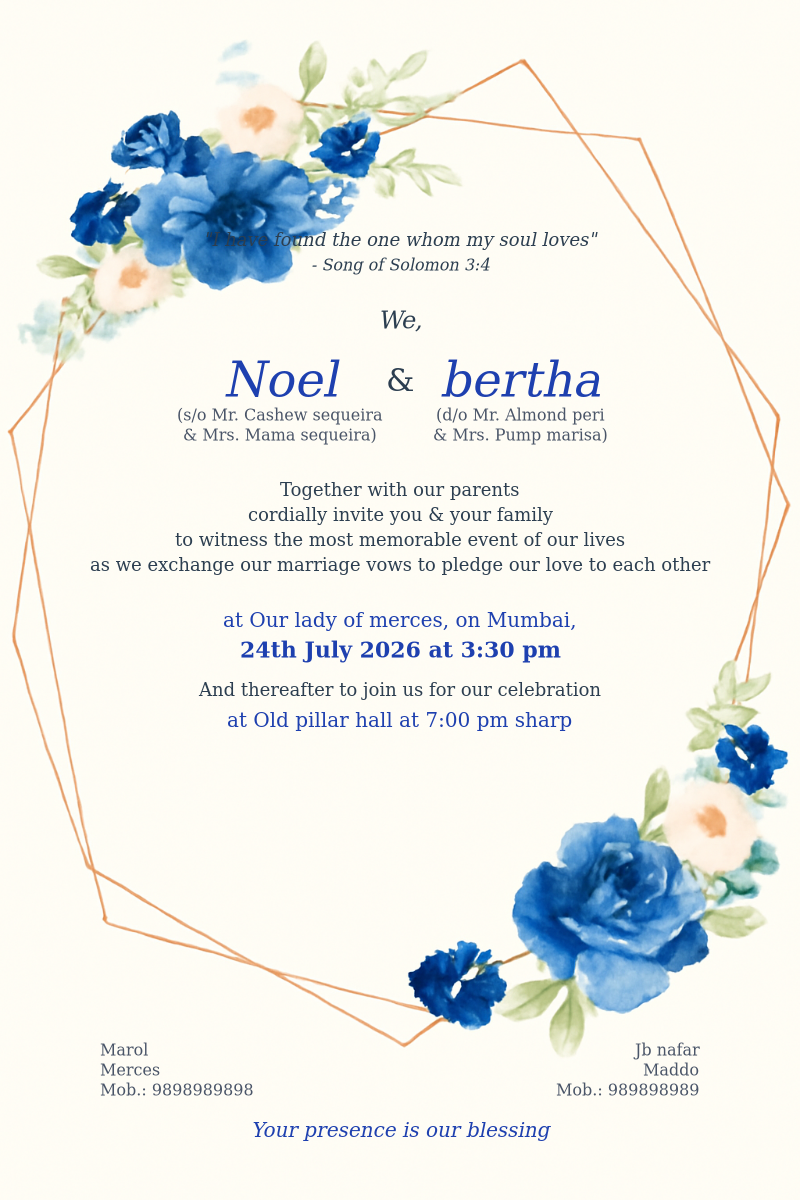 "I have found the one whom my soul loves"
- Song of Solomon 3:4
We,
Noel & bertha
(s/o Mr. Cashew sequeira
& Mrs. Mama sequeira)
(d/o Mr. Almond peri
& Mrs. Pump marisa)
Together with our parents
cordially invite you & your family
to witness the most memorable event of our lives
as we exchange our marriage vows to pledge our love to each other
at Our lady of merces, on Mumbai,
24th July 2026 at 3:30 pm
And thereafter to join us for our celebration
at Old pillar hall at 7:00 pm sharp
Marol
Merces
Mob.: 9898989898
Jb nafar
Maddo
Mob.: 989898989
Your presence is our blessing